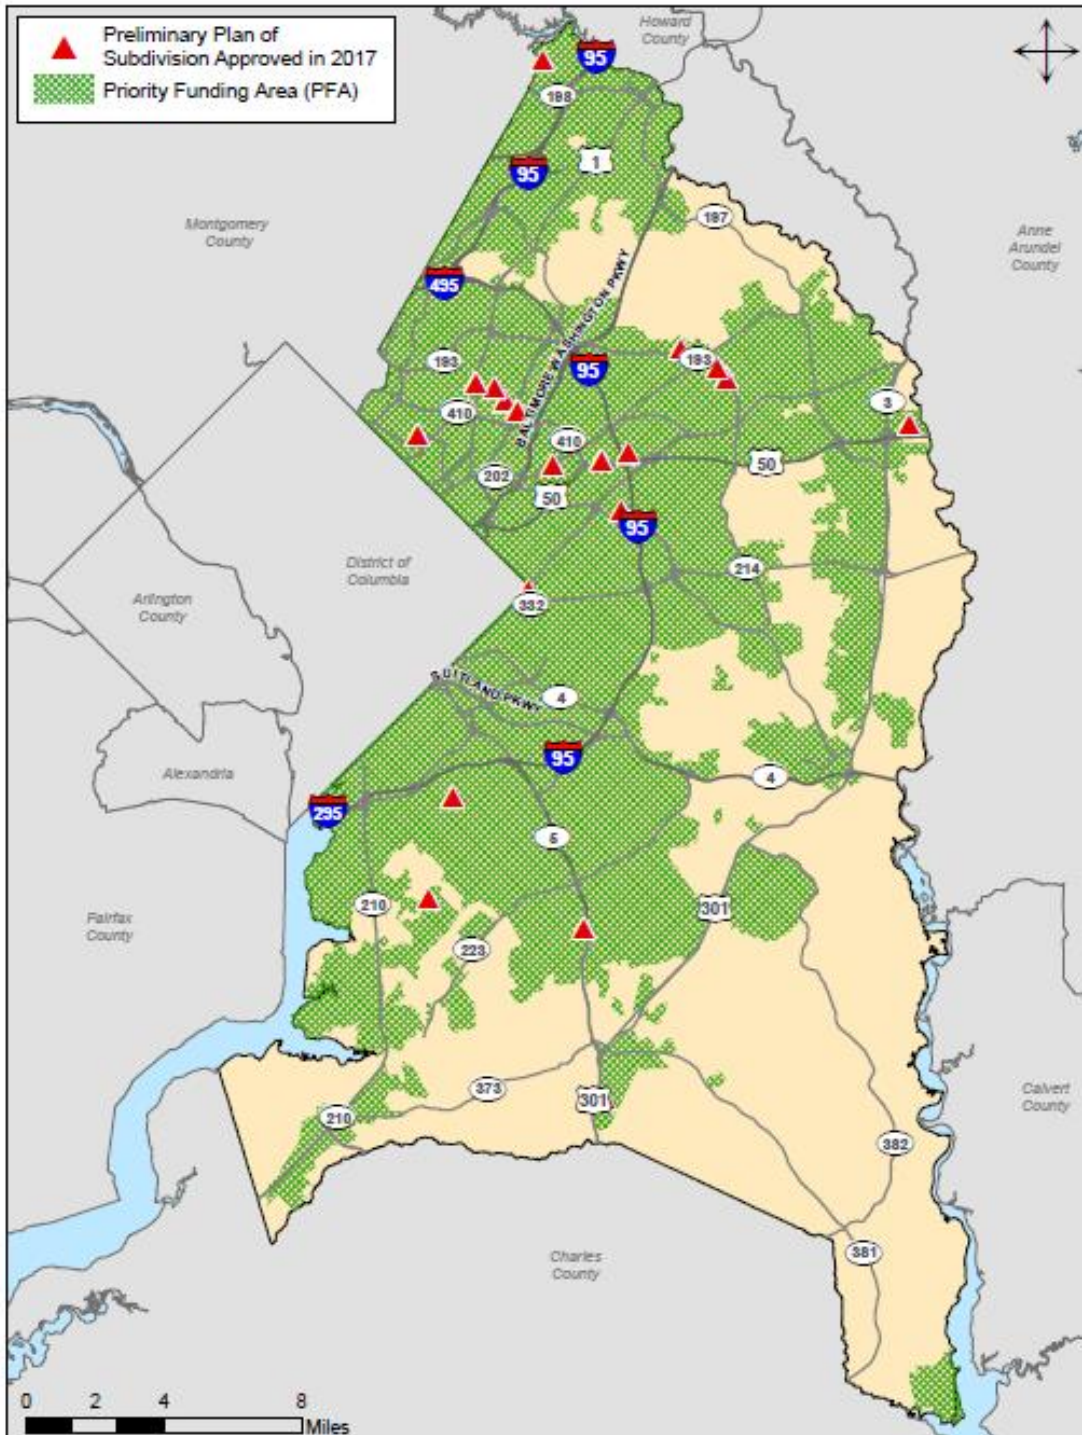 Preliminary Plan of
Subdivision Approved in 2017
Priority Funding Area (PFA)
Howard
County
95
198
1
95
197
Montgomery
County
Anne
Arundel
County
495
BALTIMORE WASHINGTON PKWY
193
193
95
3
410
410
50
202
50
95
District of
Columbia
214
332
Arlington
County
SUITLAND PKWY
4
95
Alexandria
4
295
5
210
301
Fairfax
County
223
373
301
Calvert
County
210
382
381
Charles
County
0 2 4 8
Miles